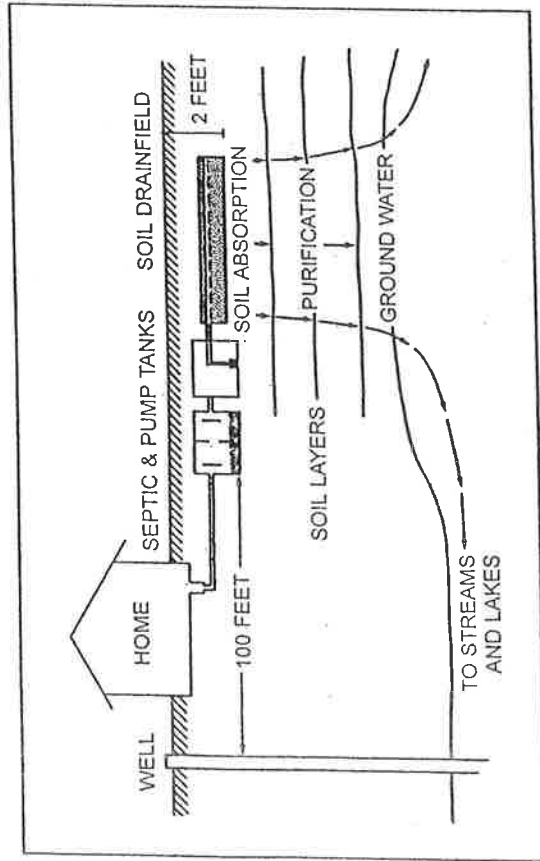 WELL
HOME
SEPTIC & PUMP TANKS
SOIL DRAINFIELD
2 FEET
100 FEET
SOIL ABSORPTION
SOIL LAYERS
PURIFICATION
GROUND WATER
TO STREAMS
AND LAKES